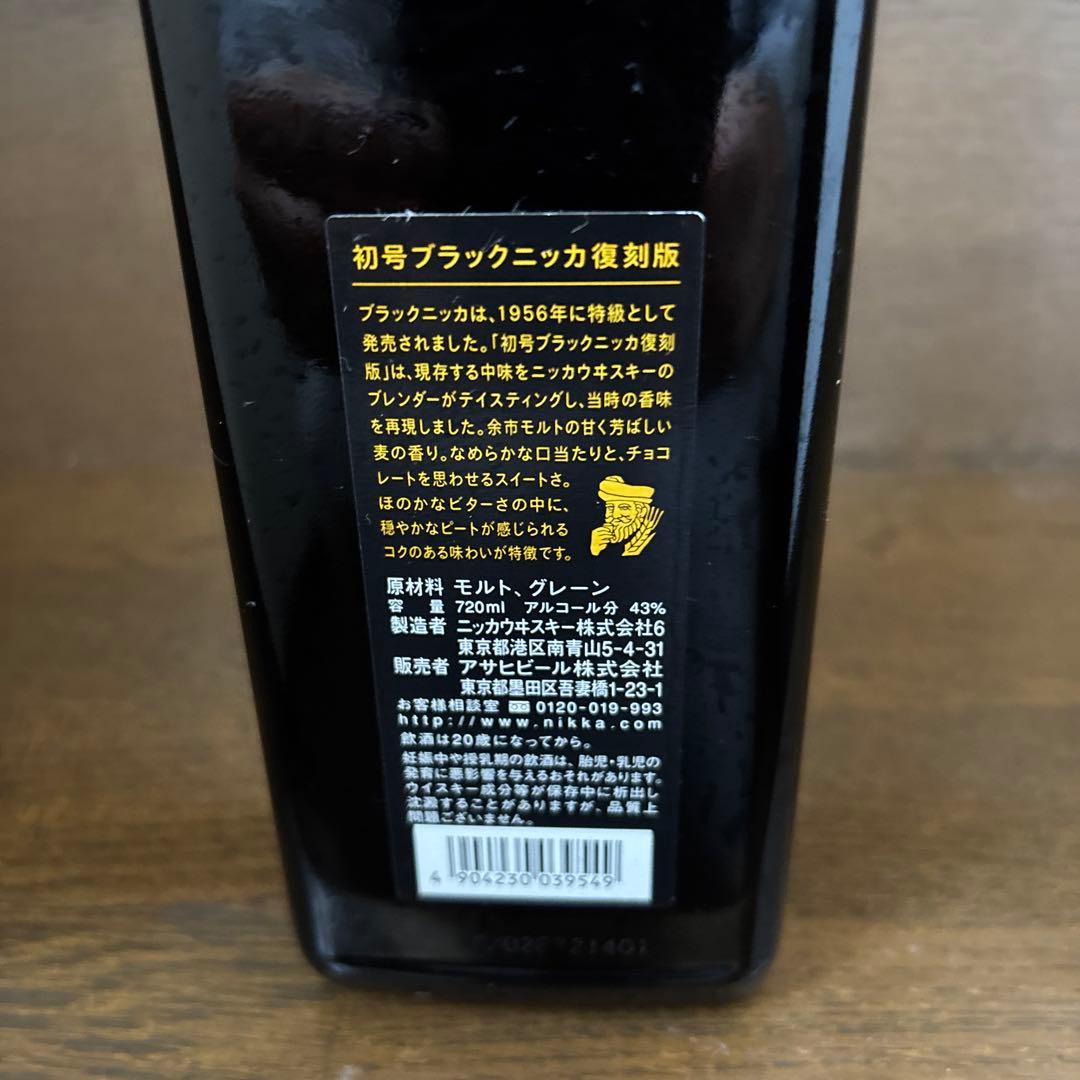 初号ブラックニッカ復刻版
ブラックニッカは、1956年に特級として
発売されました。「初号ブラックニッカ復刻
版」は、現存する中味をニッカウヰスキーの
ブレンダーがテイスティングし、当時の香味
を再現しました。余市モルトの甘く芳ばしい
麦の香り。なめらかな口当たりと、チョコ
レートを思わせるスイートさ。
ほのかなビターさの中に、
穏やかなピートが感じられる
コクのある味わいが特徴です。
原材料 モルト、グレーン
容 量 720ml アルコール分 43%
製造者 ニッカウヰスキー株式会社6
東京都港区南青山5-4-31
販売者 アサヒビール株式会社
東京都墨田区吾妻橋1-23-1
お客様相談室 0120-019-993
http://www.nikka.com
飲酒は20歳になってから。
妊娠中や授乳期の飲酒は、胎児・乳児の
発育に悪影響を与えるおそれがあります。
ウイスキー成分等が保存中に析出し
沈澱することがありますが、品質上
問題ございません。
4 904230 039549